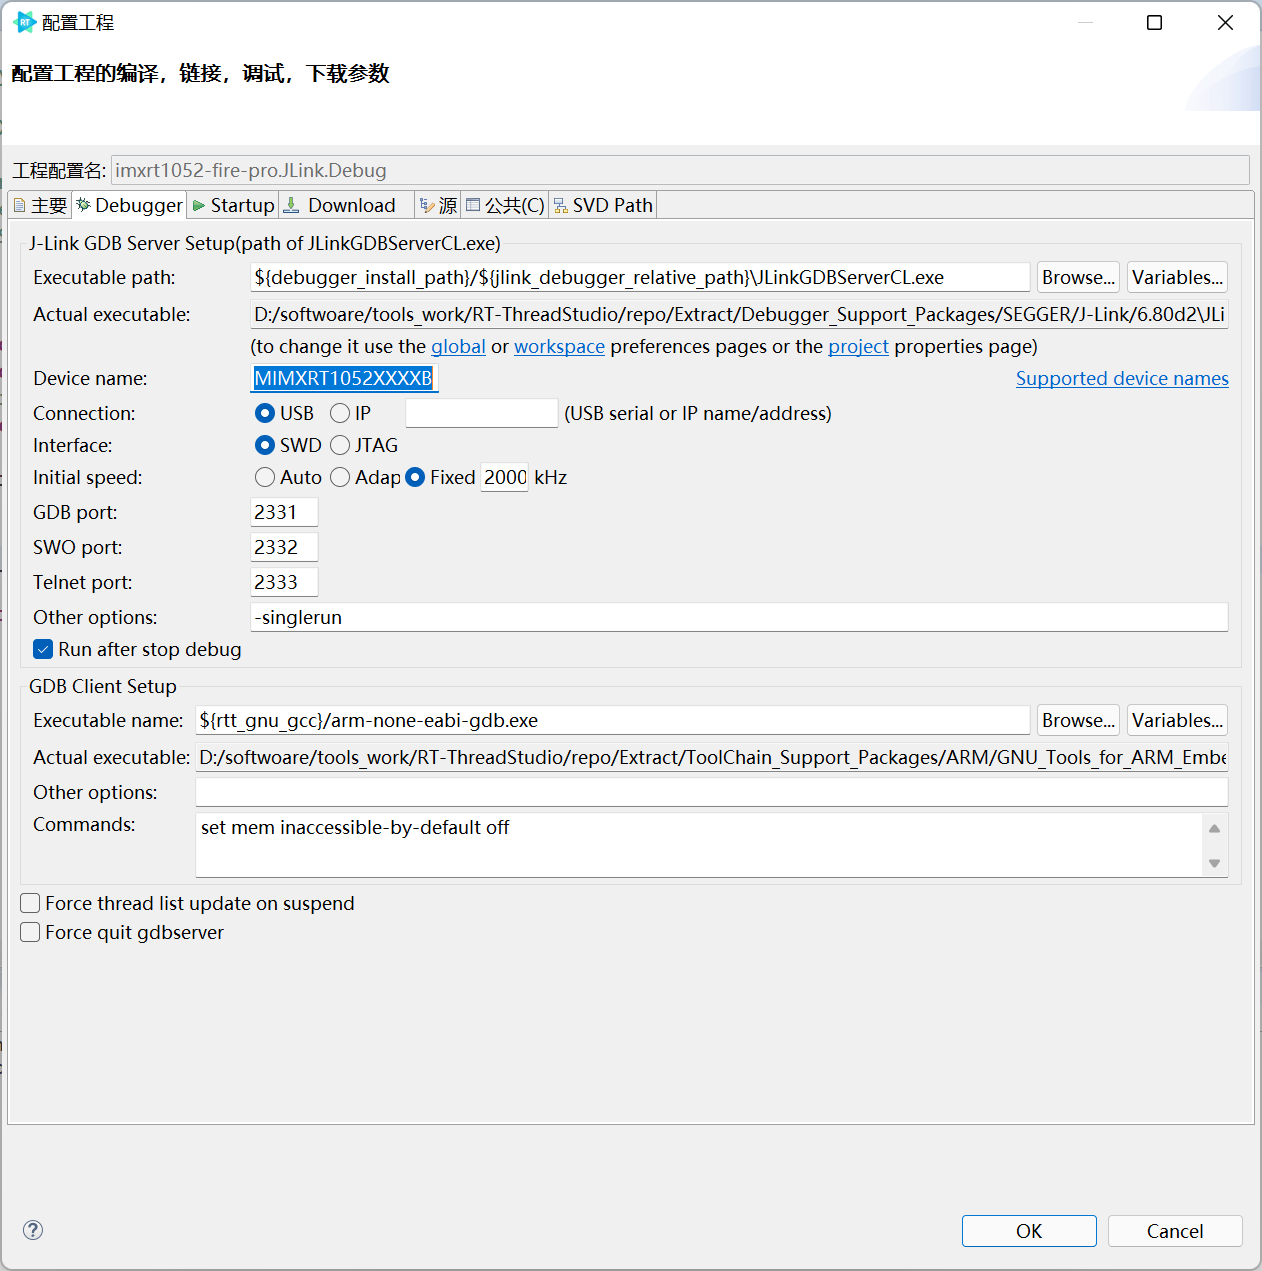 配置工程
配置工程的编译，链接，调试，下载参数
工程配置名: imxrt1052-fire-pro.JLink.Debug
主要 Debugger Startup Download 源 公共(C) SVD Path
J-Link GDB Server Setup(path of JLinkGDBServerCL.exe)
Executable path: ${debugger_install_path}/${jlink_debugger_relative_path}\JLinkGDBServerCL.exe Browse... Variables...
Actual executable: D:/softwoare/tools_work/RT-ThreadStudio/repo/Extract/Debugger_Support_Packages/SEGGER/J-Link/6.80d2\JLi
(to change it use the global or workspace preferences pages or the project properties page)
Device name: MIMXRT1052XXXXB Supported device names
Connection: USB IP (USB serial or IP name/address)
Interface: SWD JTAG
Initial speed: Auto Adap Fixed 2000 kHz
GDB port: 2331
SWO port: 2332
Telnet port: 2333
Other options: -singlerun
Run after stop debug
GDB Client Setup
Executable name: ${rtt_gnu_gcc}/arm-none-eabi-gdb.exe Browse... Variables...
Actual executable: D:/softwoare/tools_work/RT-ThreadStudio/repo/Extract/ToolChain_Support_Packages/ARM/GNU_Tools_for_ARM_Embe
Other options:
Commands: set mem inaccessible-by-default off
Force thread list update on suspend
Force quit gdbserver
OK Cancel